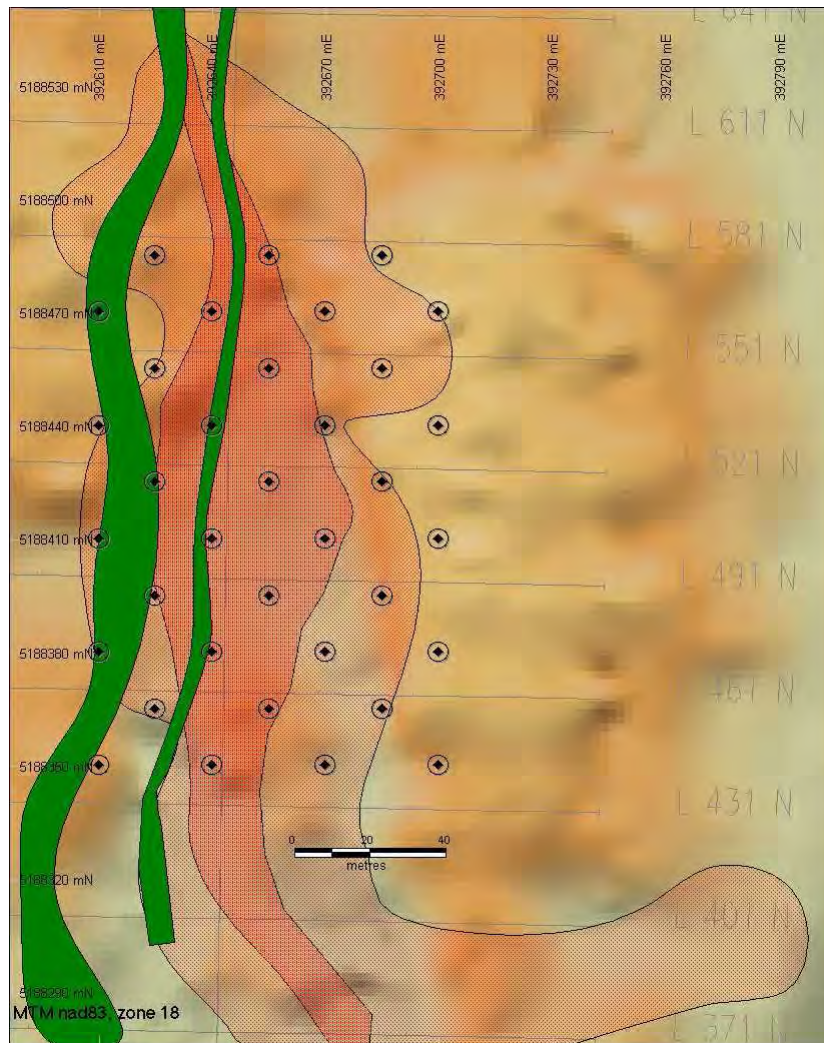 L 641 N
392610 mE
392640 mE
392670 mE
392700 mE
392730 mE
392760 mE
392790 mE
5188530 mN
L 611 N
5188500 mN
L 581 N
5188470 mN
L 551 N
5188440 mN
L 521 N
5188410 mN
L 491 N
5188380 mN
L 461 N
5188350 mN
L 431 N
0 20 40
metres
5188320 mN
L 401 N
5188290 mN
MTM nad83, zone 18
L 371 N